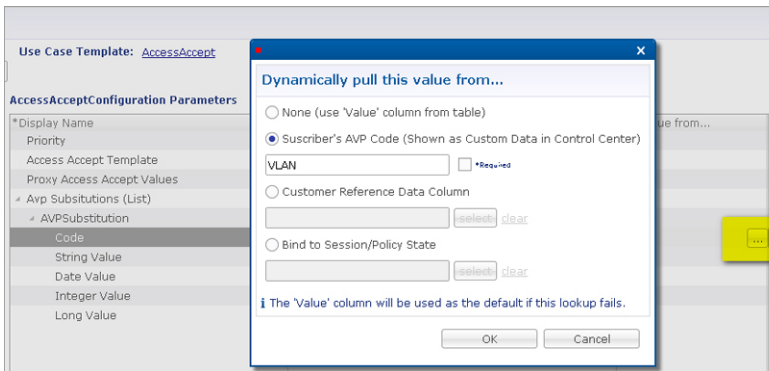 Use Case Template: AccessAccept
AccessAcceptConfiguration Parameters
*Display Name
Priority
Access Accept Template
Proxy Access Accept Values
Avp Subsitutions (List)
AVPSubstitution
Code
String Value
Date Value
Integer Value
Long Value
x
Dynamically pull this value from...
None (use 'Value' column from table)
Suscriber's AVP Code (Shown as Custom Data in Control Center)
VLAN *Required
Customer Reference Data Column
select clear
Bind to Session/Policy State
select clear
i The 'Value' column will be used as the default if this lookup fails.
OK Cancel
ue from...
...